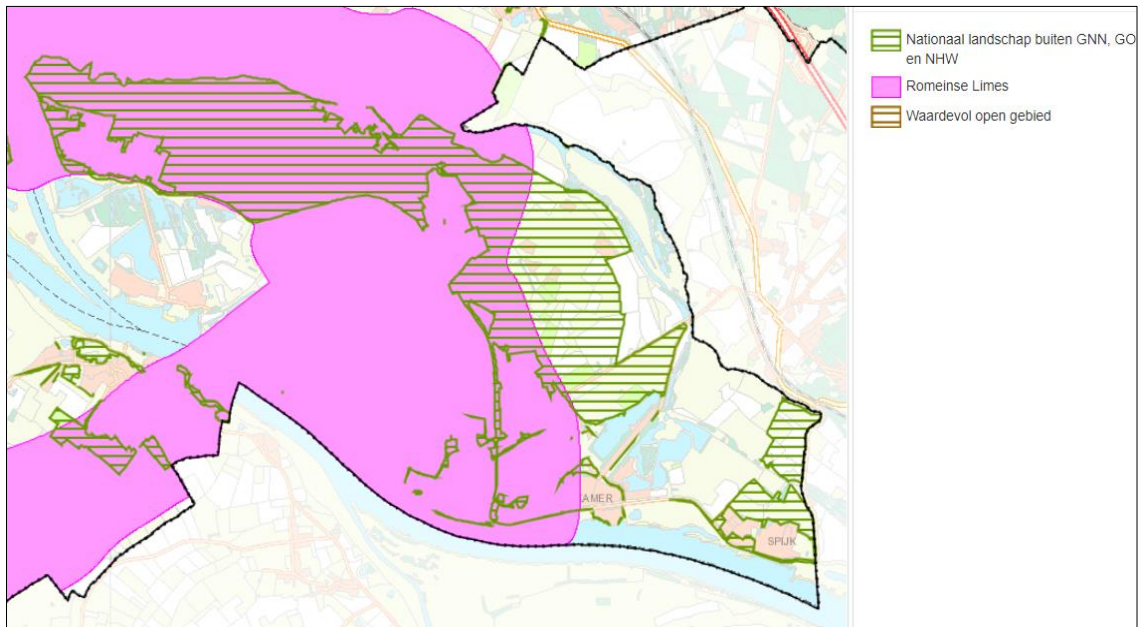 Nationaal landschap buiten GNN, GO
en NHW
Romeinse Limes
Waardevol open gebied
AMER
SPIJK